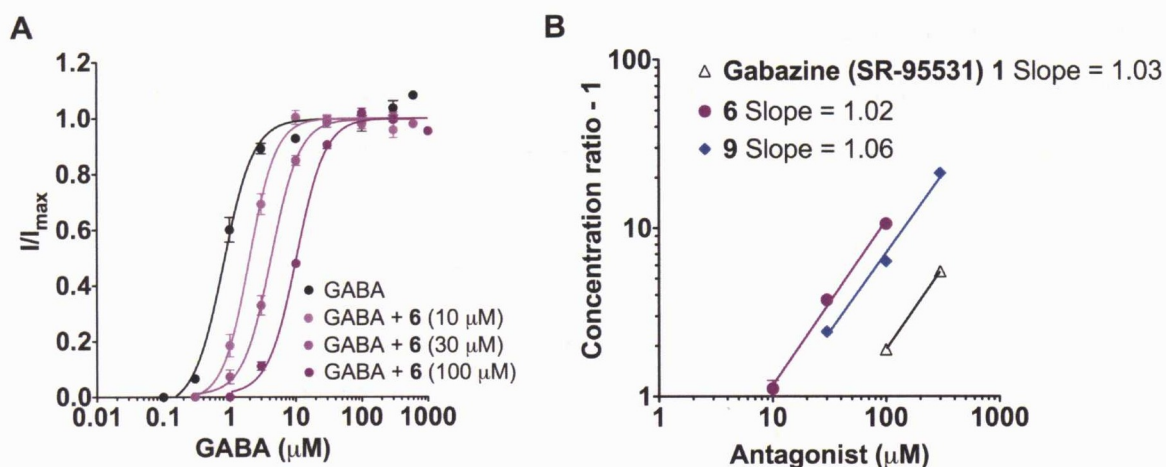 A
1.2
1.0
0.8
0.6
0.4
0.2
0.0
I/Imax
0.01
0.1
1
10
100
1000
GABA (μM)
GABA
GABA + 6 (10 μM)
GABA + 6 (30 μM)
GABA + 6 (100 μM)
B
100
10
1
Concentration ratio - 1
1
10
100
1000
Antagonist (μM)
Gabazine (SR-95531) 1 Slope = 1.03
6 Slope = 1.02
9 Slope = 1.06